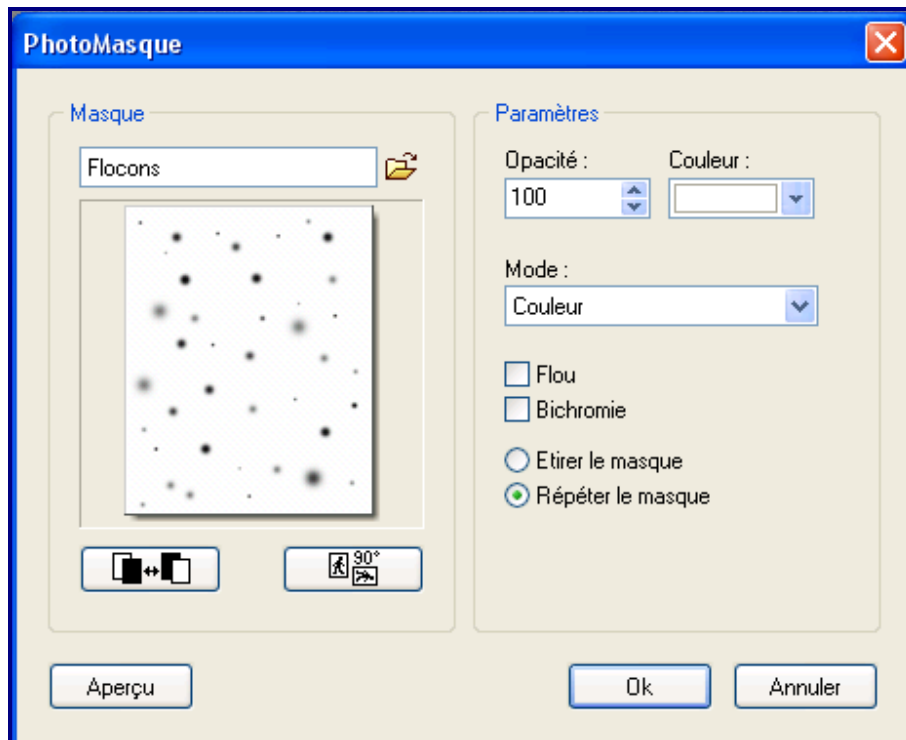 PhotoMasque
Masque
Flocons
90°
Aperçu
Paramètres
Opacité :
Couleur :
100
Mode :
Couleur
Flou
Bichromie
Etirer le masque
Répéter le masque
Ok
Annuler